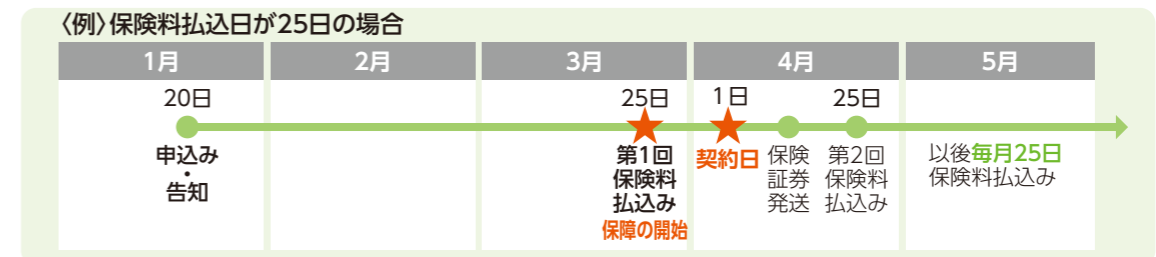 〈例〉保険料払込日が25日の場合
1月 2月 3月 4月 5月
20日 25日 1日 25日
申込み
・
告知
第1回
保険料
払込み
保障の開始
契約日
保険
証券
発送
第2回
保険料
払込み
以後毎月25日
保険料払込み